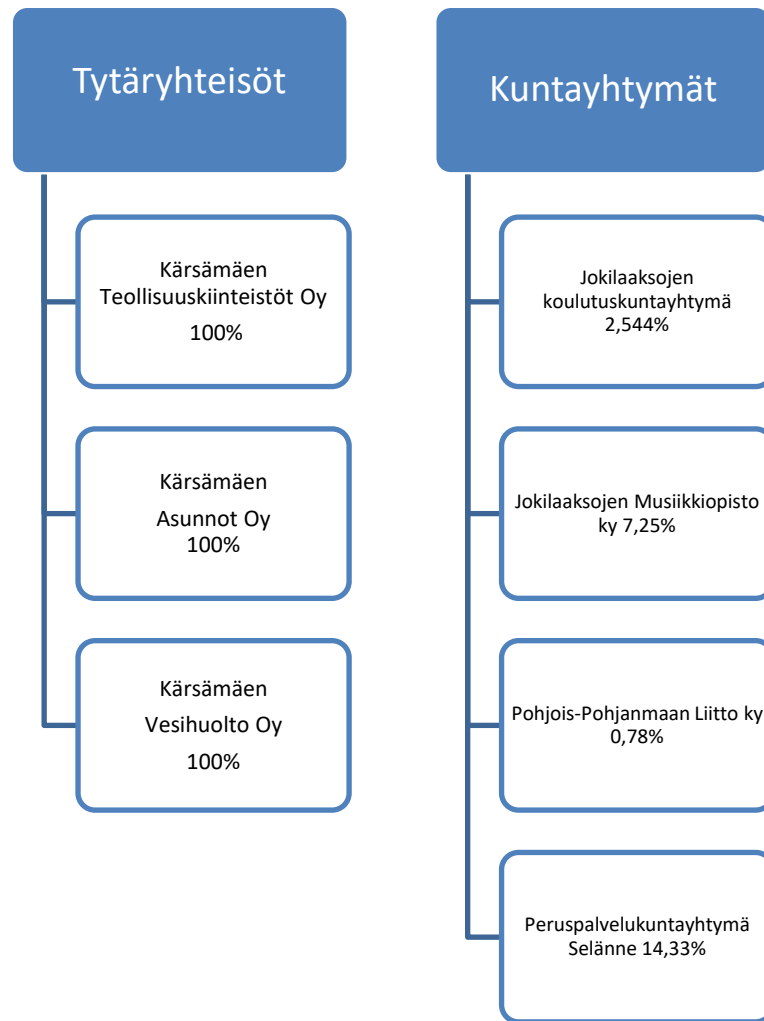 Tytäryhteisöt
Kärsämäen
Teollisuuskiinteistöt Oy
100%
Kärsämäen
Asunnot Oy
100%
Kärsämäen
Vesihuolto Oy
100%
Kuntayhtymät
Jokilaaksojen
koulutuskuntayhtymä
2,544%
Jokilaaksojen Musiikkiopisto
ky 7,25%
Pohjois-Pohjanmaan Liitto ky
0,78%
Peruspalvelukuntayhtymä
Selänne 14,33%